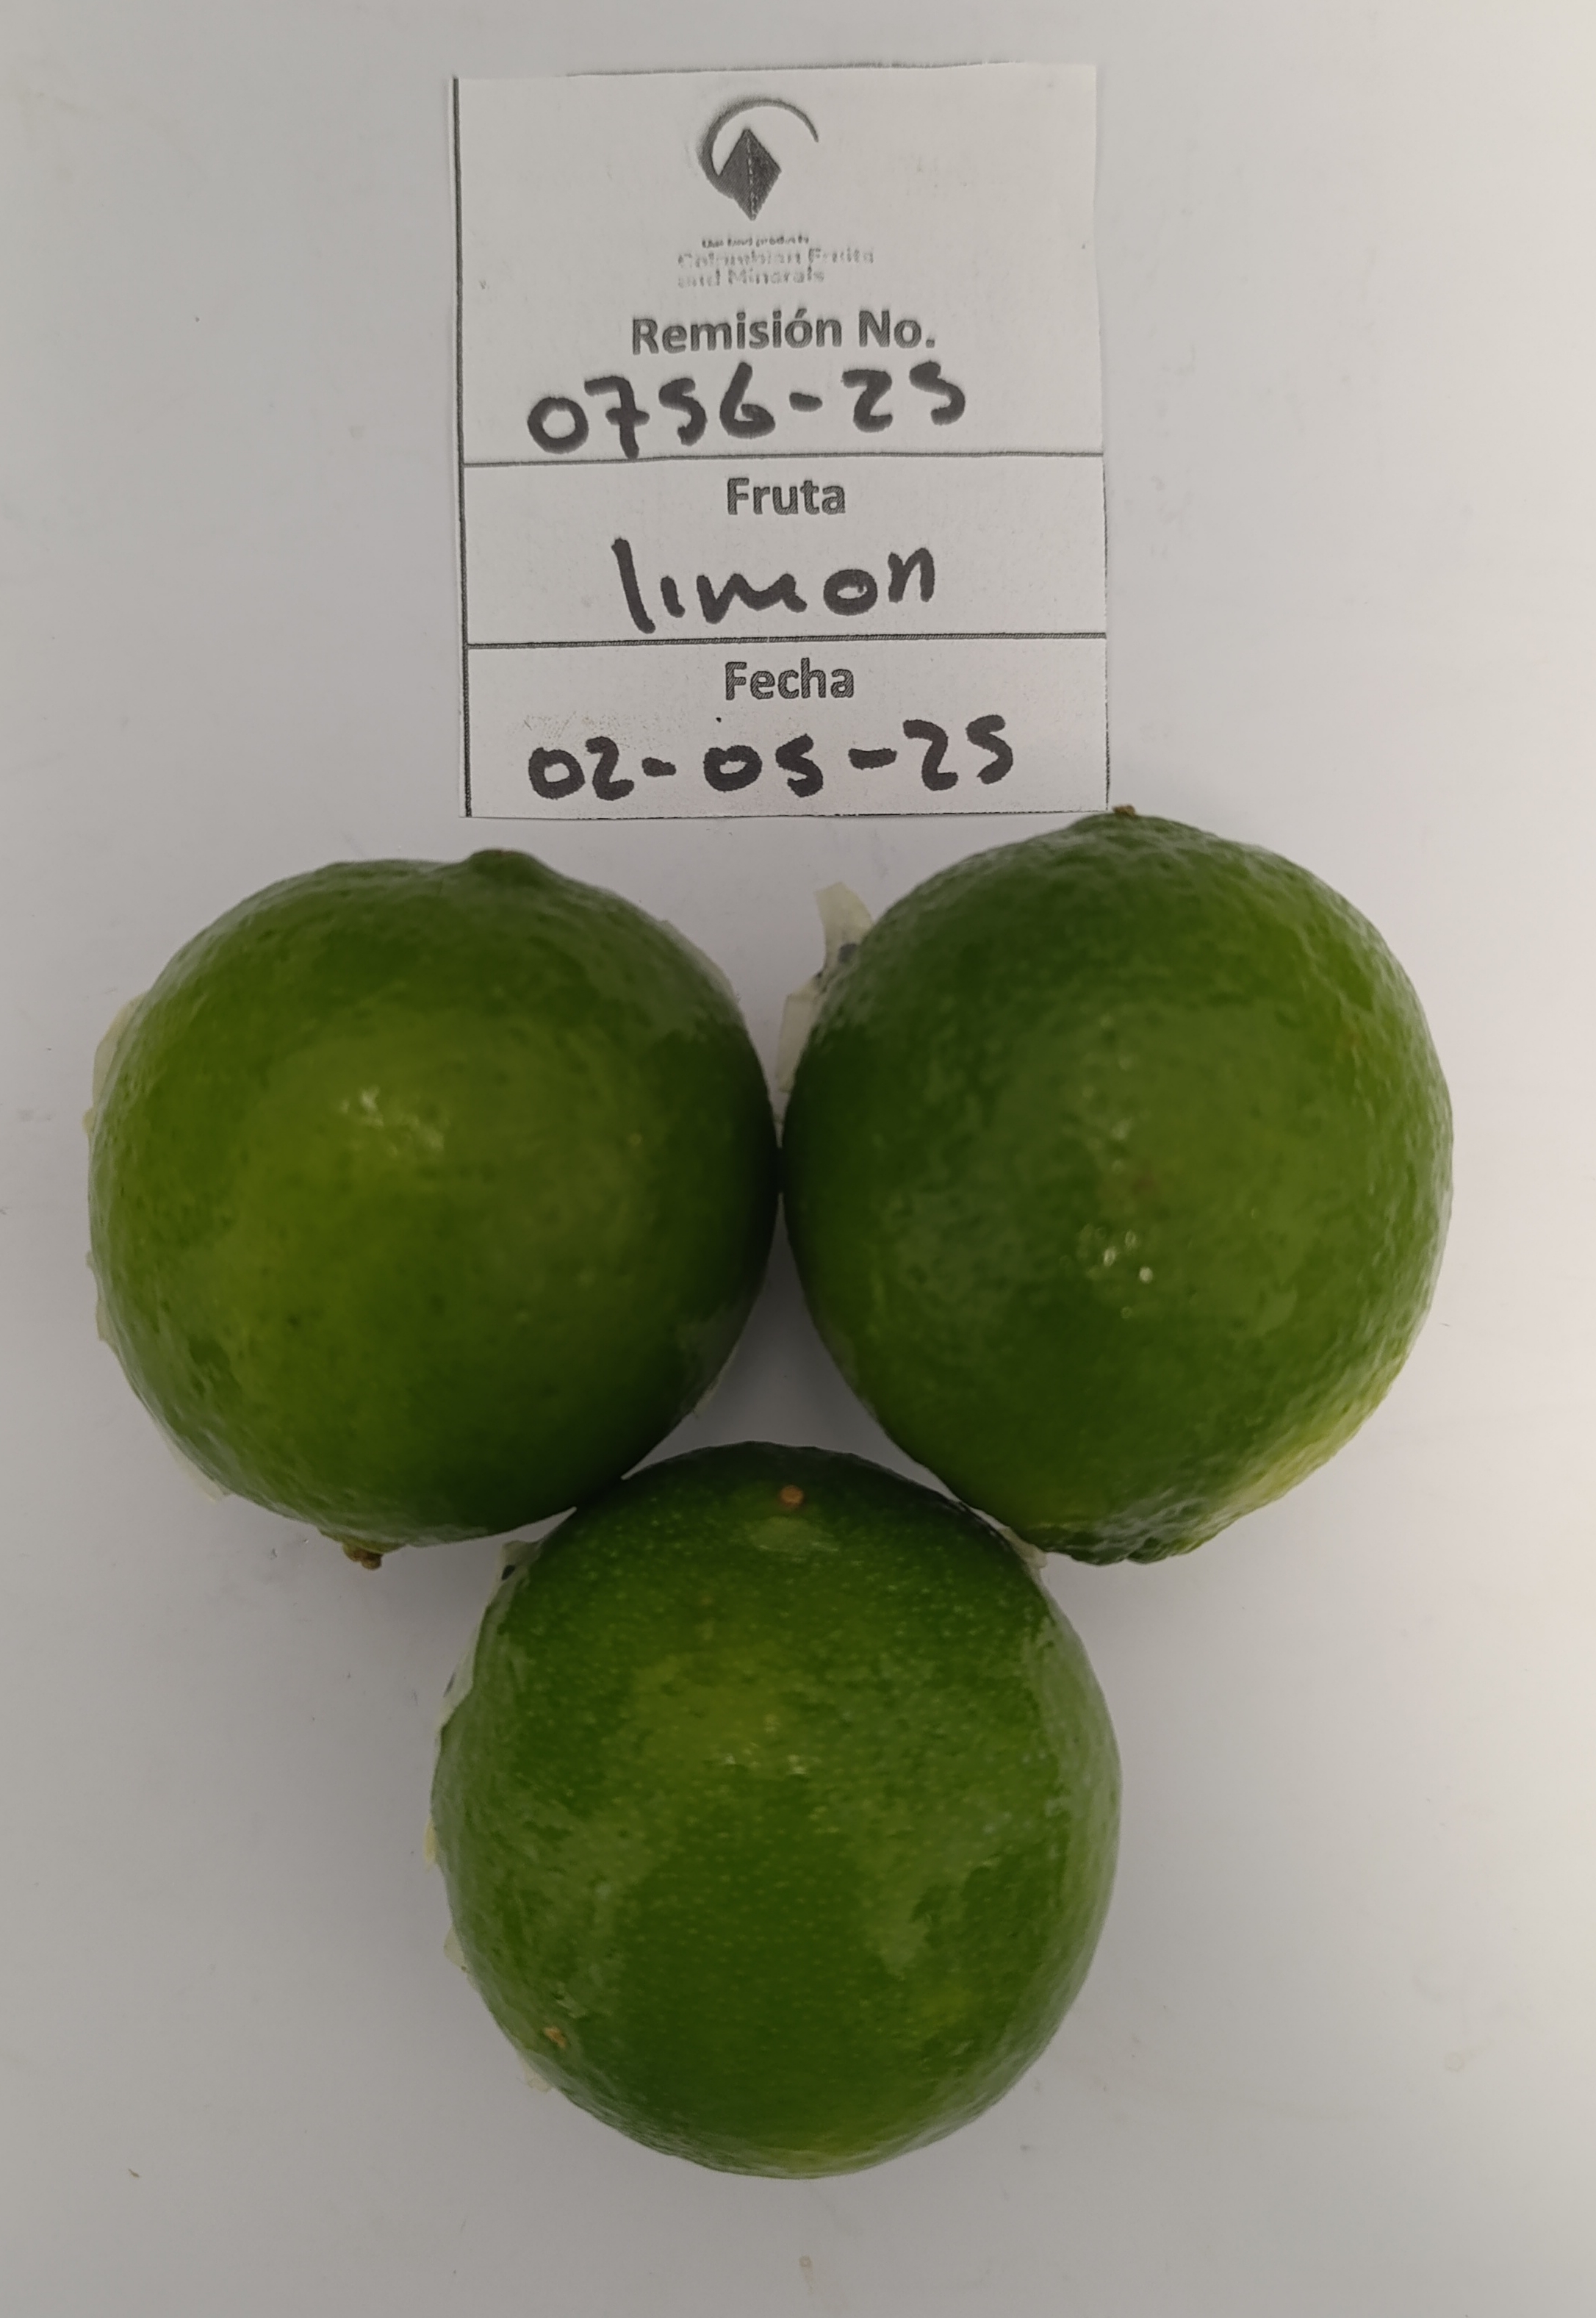 Colombian Fruits
and Minerals
Remisión No.
0756-25
Fruta
limon
Fecha
02-05-25